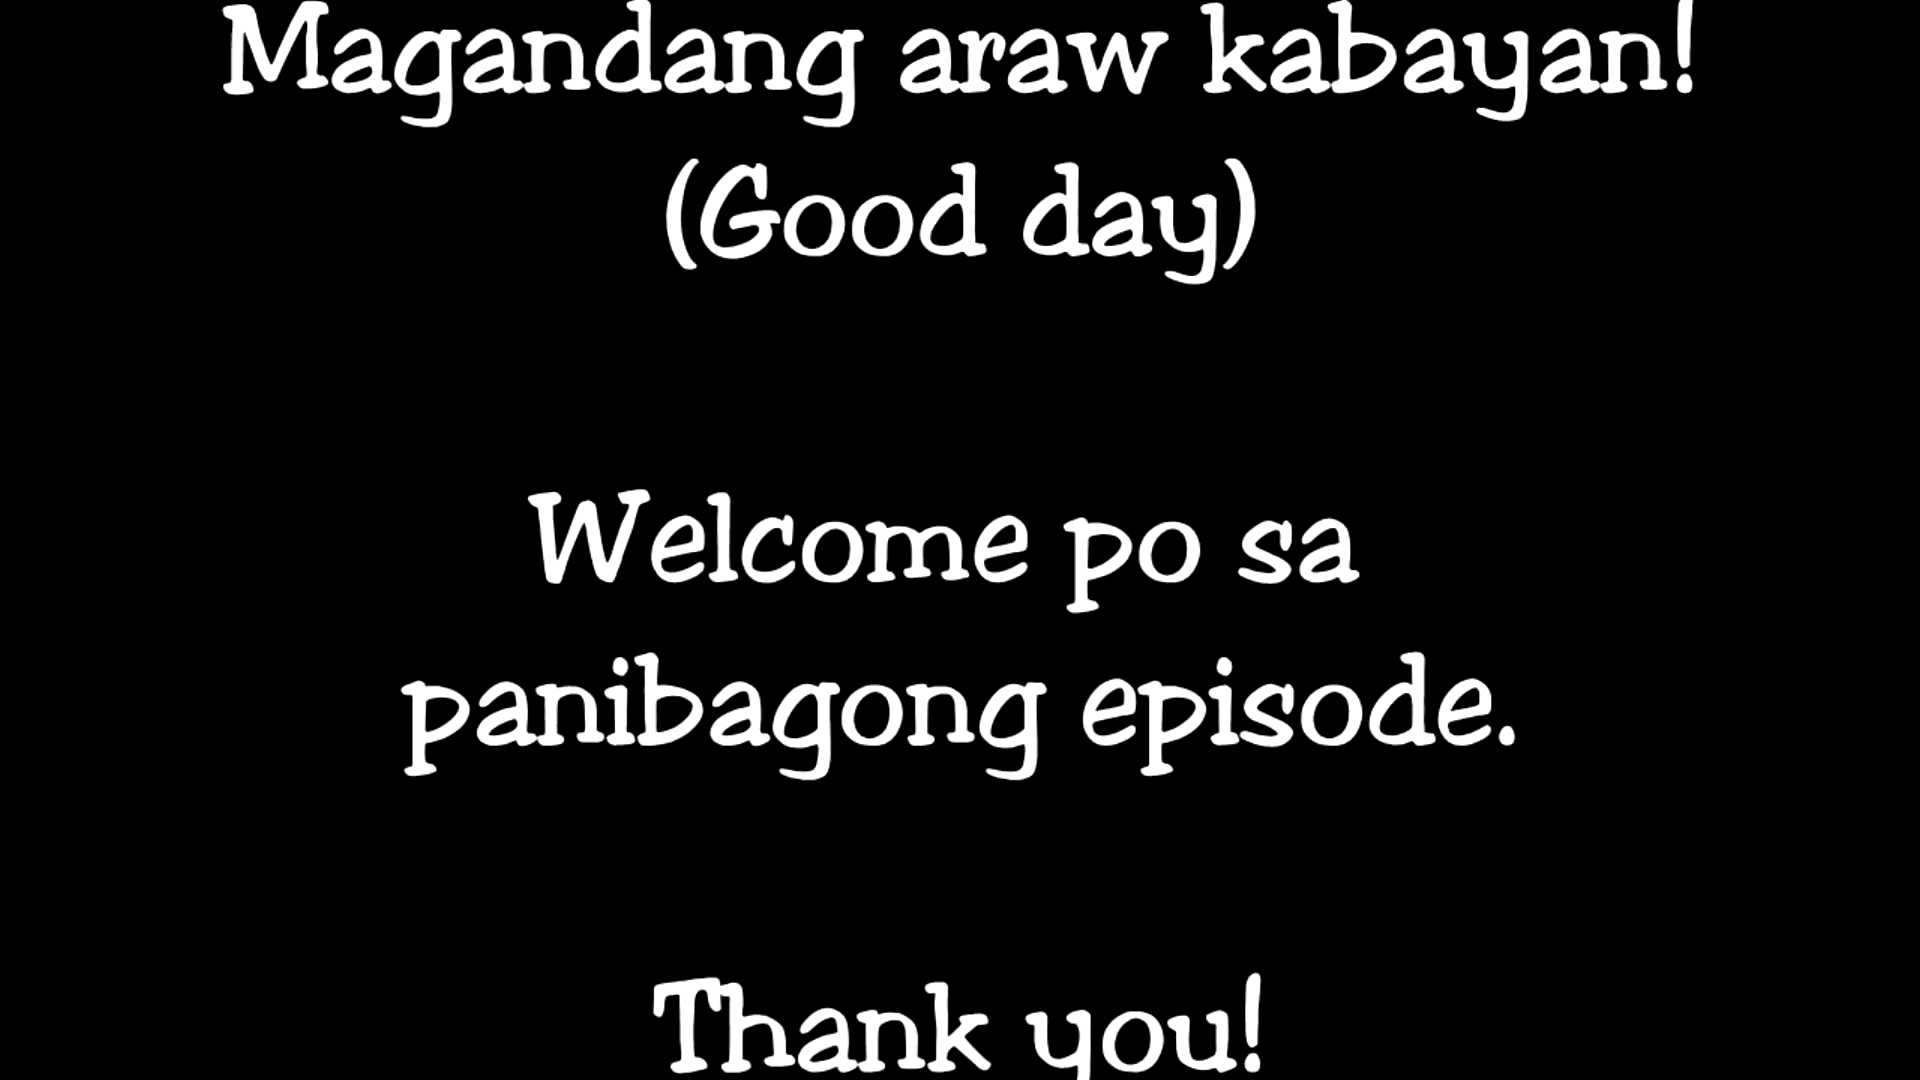 Magandang araw kabayan!
(Good day)
Welcome po sa
panibagong episode.
Thank you!